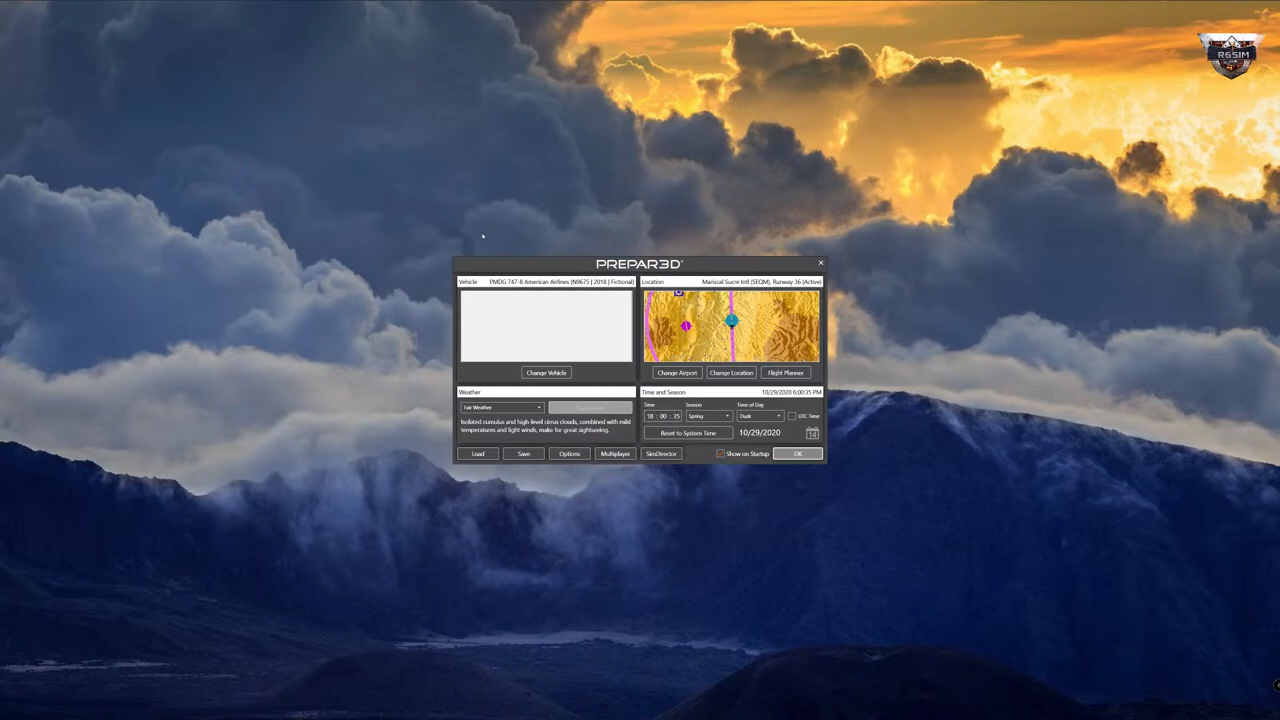 R6SIM
PREPAR3D
Vehicle PMDG 747-8 American Airlines (N9675 | 2018 | Fictional)
Location Mariscal Sucre Intl (SEQM), Runway 36 (Active)
Change Vehicle
Change Airport Change Location Flight Planner
Weather
Time and Season 10/29/2020 6:00:35 PM
Fair Weather
Isolated cumulus and high-level cirrus clouds, combined with mild
temperatures and light winds, make for great sightseeing.
Time Season Time of Day
18 : 00 : 35 Spring Dusk UTC Time
Reset to System Time 10/29/2020 14
Load Save Options Multiplayer SimDirector Show on Startup OK